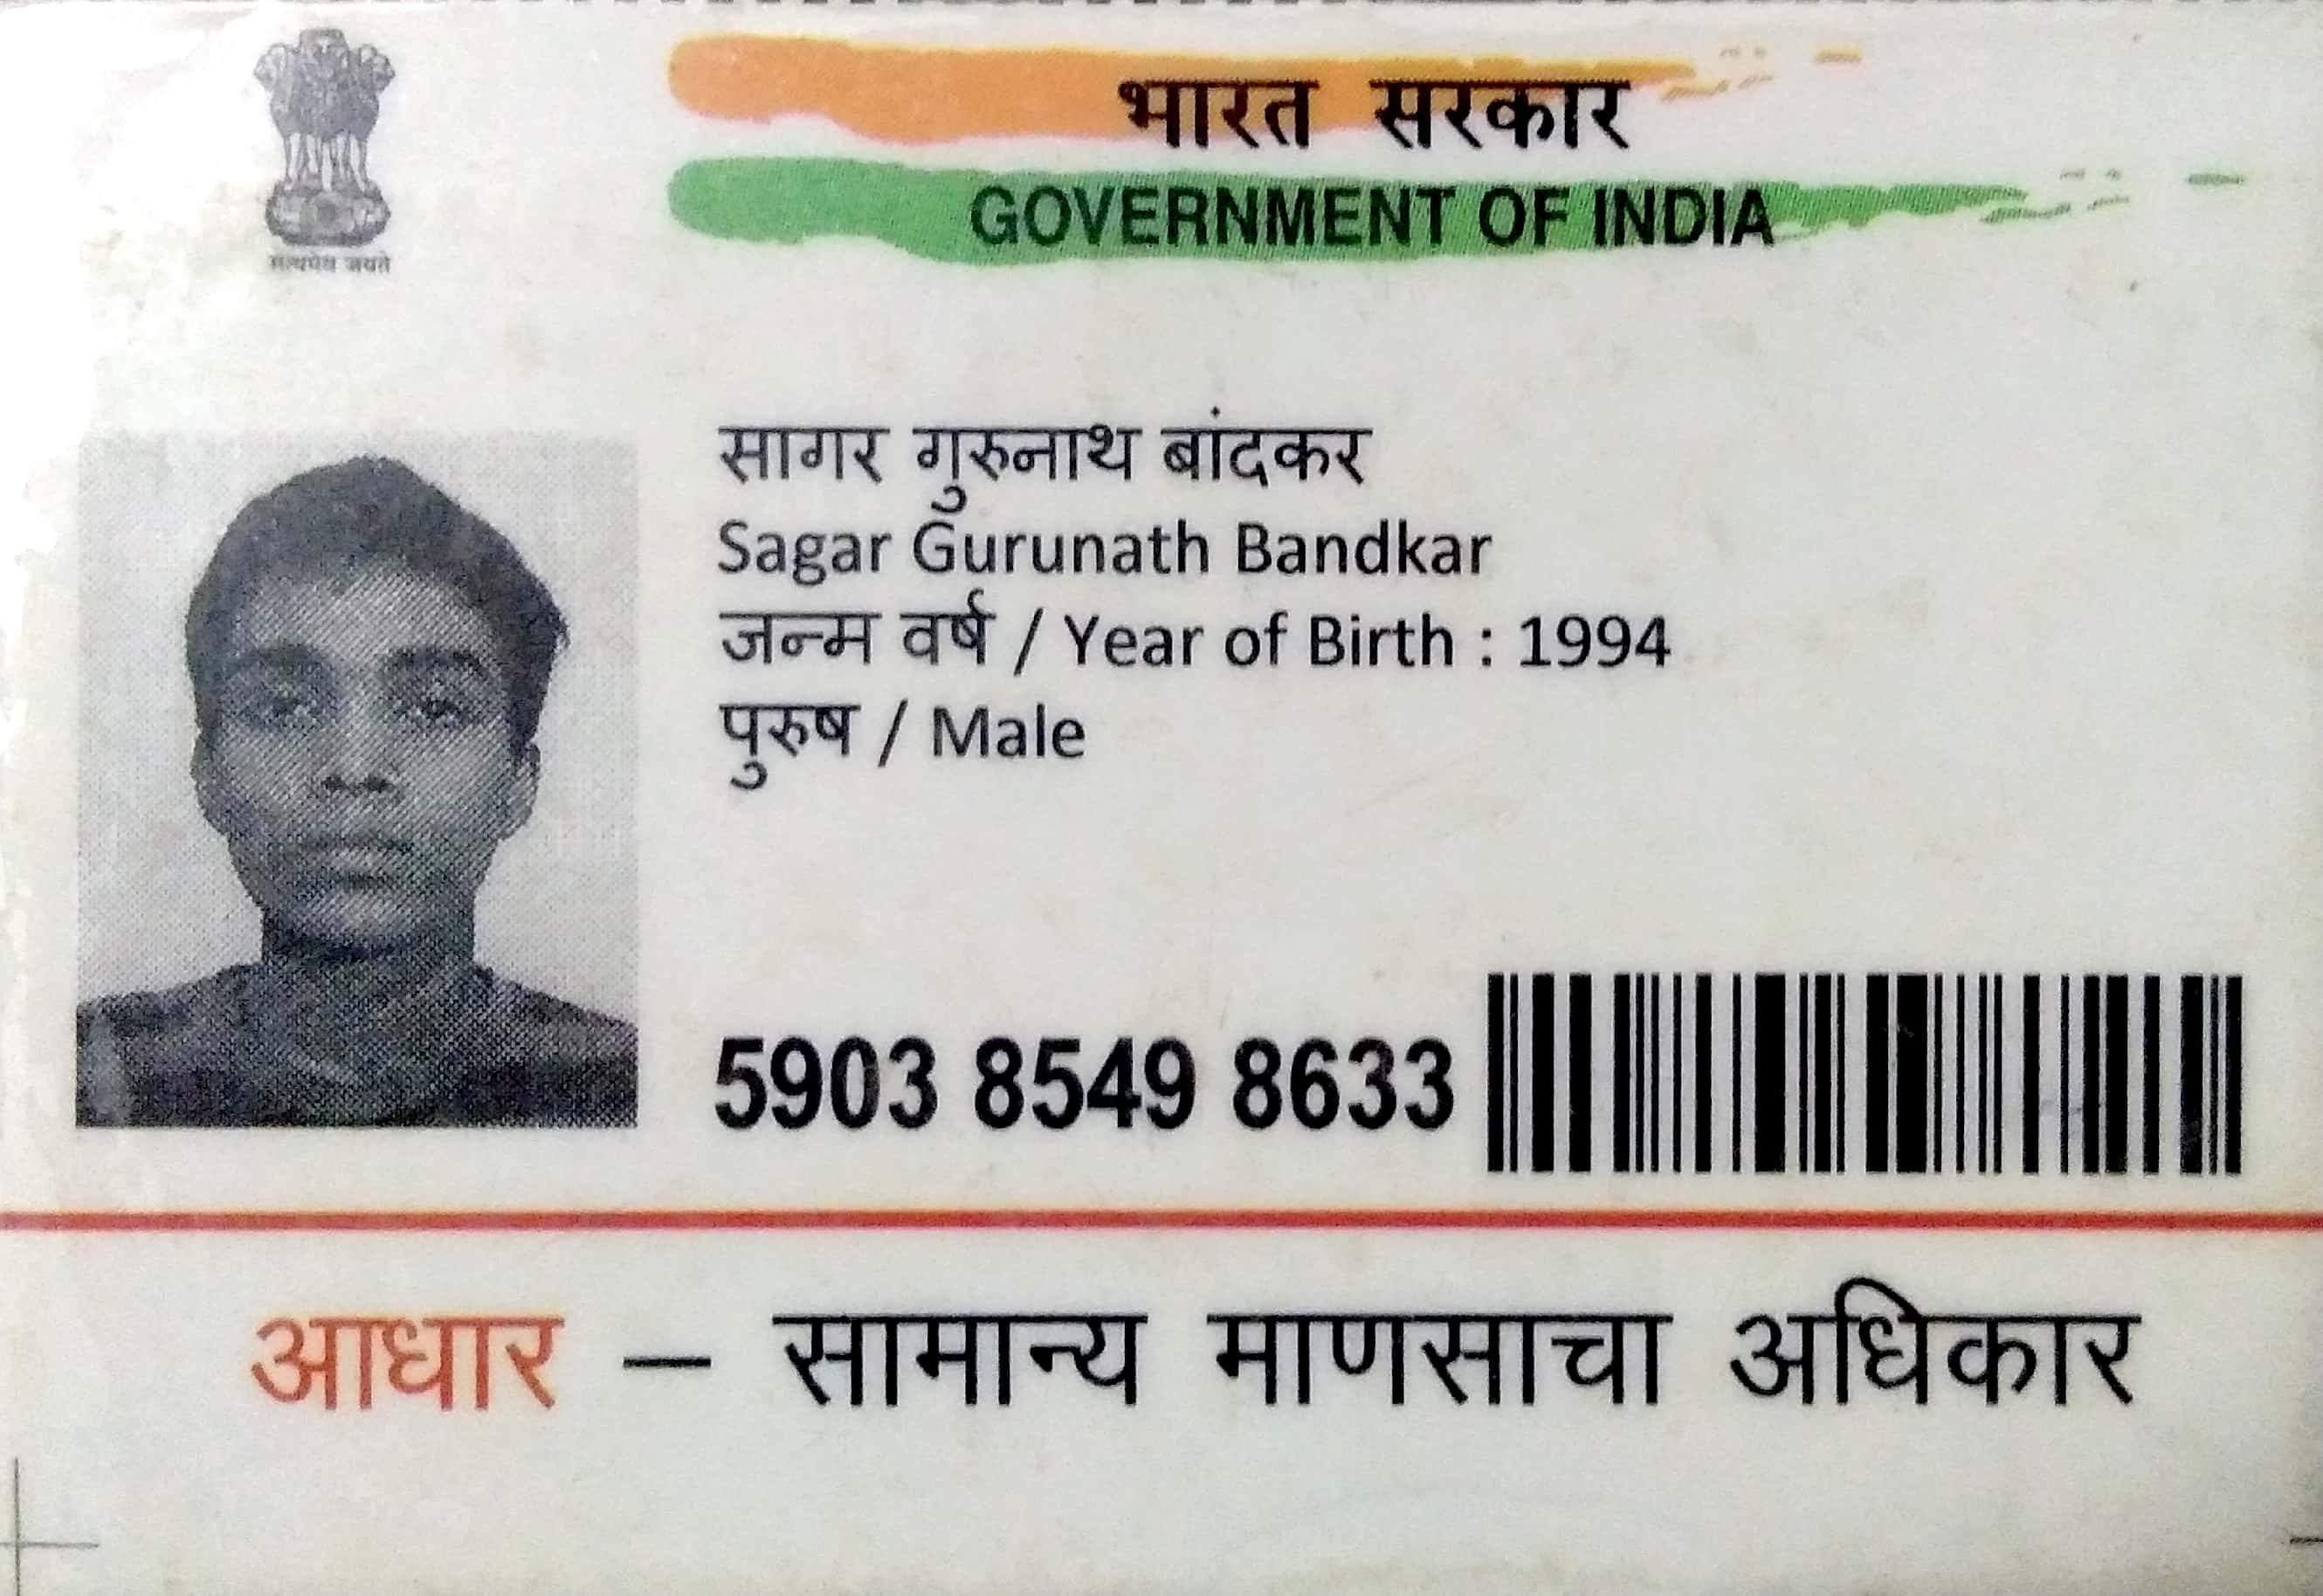 भारत सरकार
GOVERNMENT OF INDIA
सत्यमेव जयते
सागर गुरुनाथ बांदकर
Sagar Gurunath Bandkar
जन्म वर्ष / Year of Birth : 1994
पुरुष / Male
5903 8549 8633
आधार – सामान्य माणसाचा अधिकार